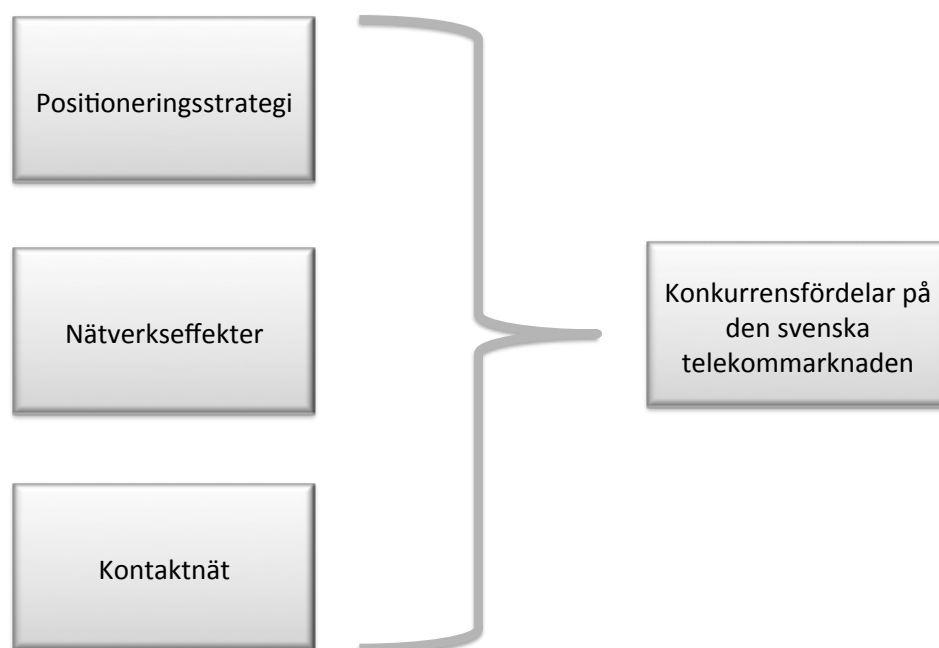 Positioneringsstrategi
Nätverkseffekter
Kontaktnät
Konkurrensfördelar på
den svenska
telekommarknaden